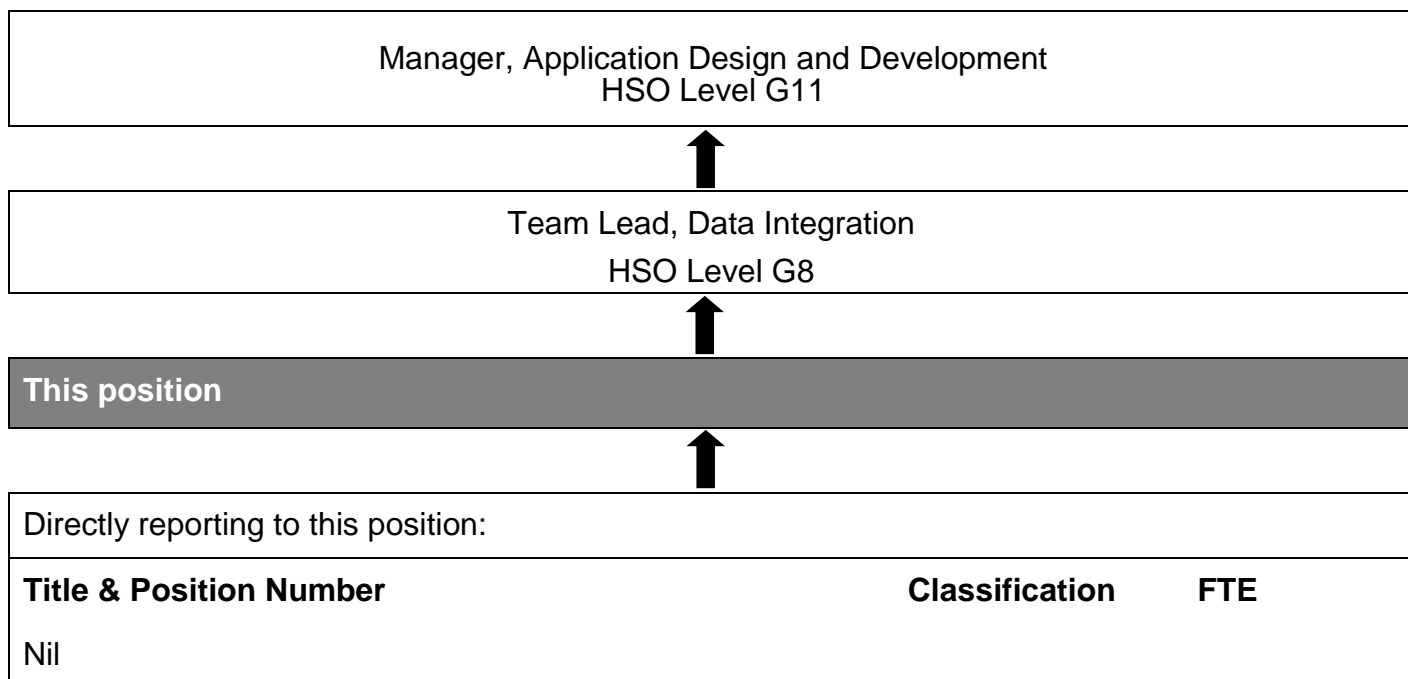 Manager, Application Design and Development
HSO Level G11
Team Lead, Data Integration
HSO Level G8
This position
Directly reporting to this position:
Title & Position Number Classification FTE
Nil